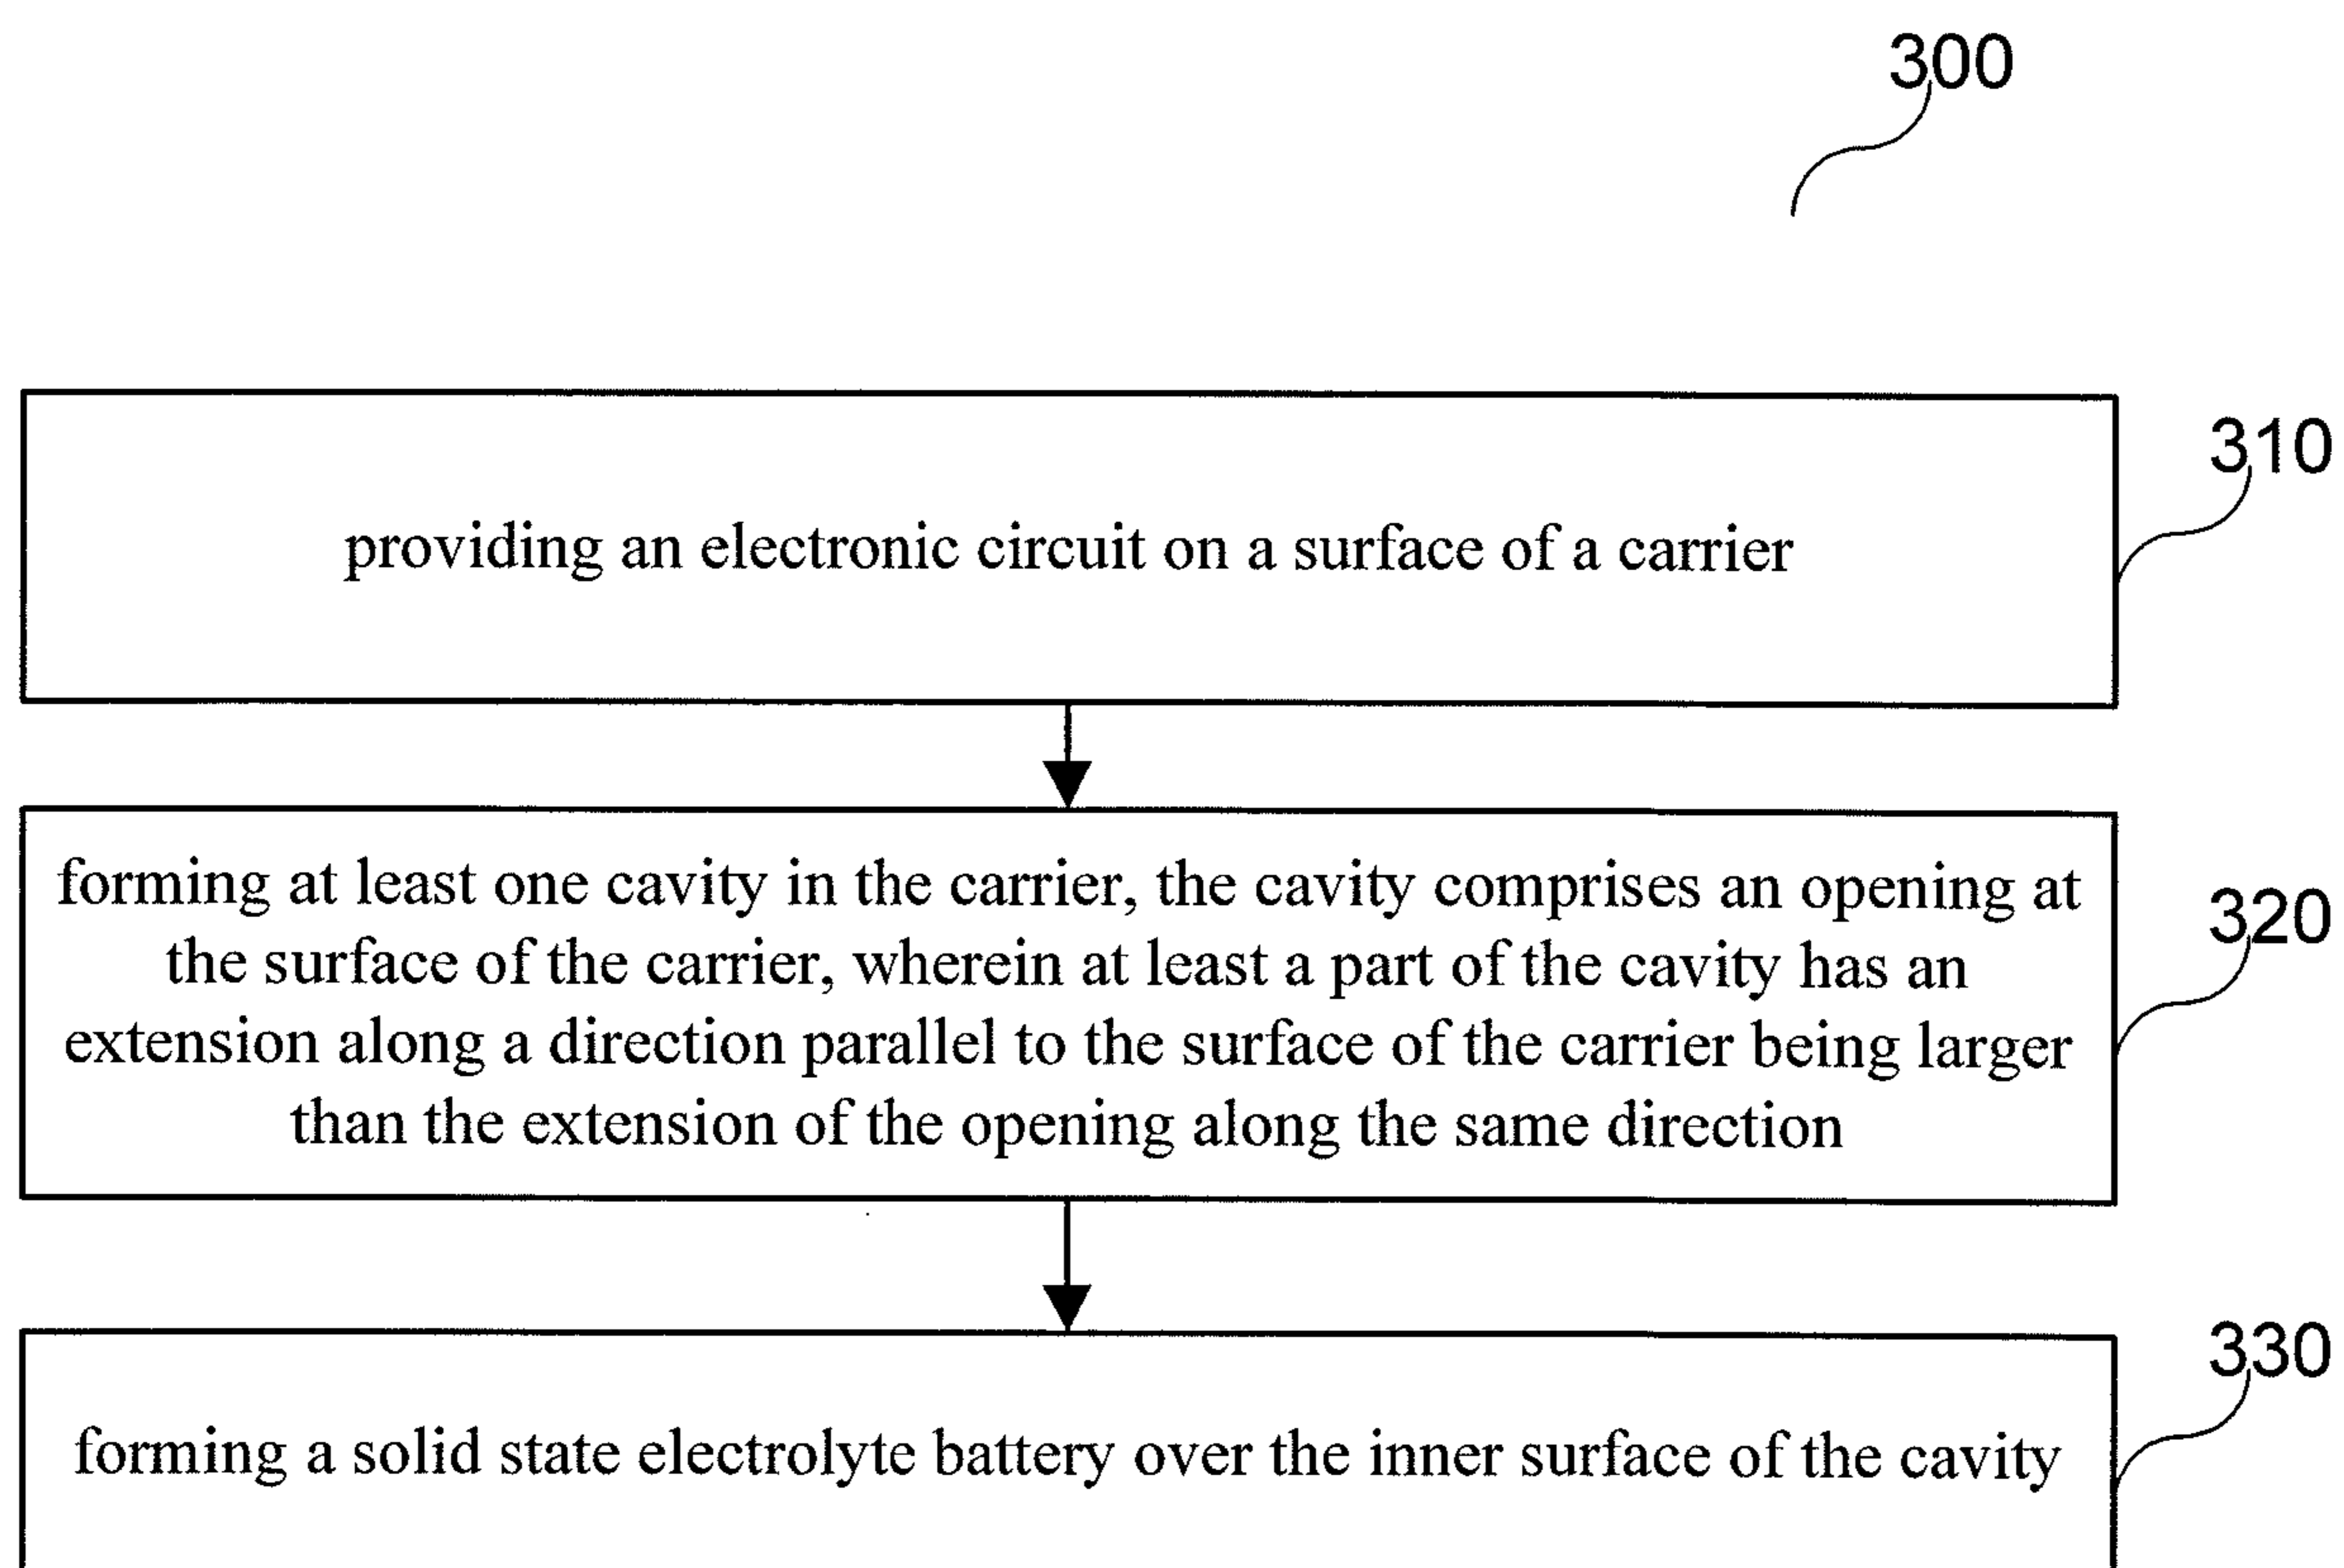 300
310
providing an electronic circuit on a surface of a carrier
forming at least one cavity in the carrier, the cavity comprises an opening at
320
the surface of the carrier, wherein at least a part of the cavity has an
extension along a direction parallel to the surface of the carrier being larger
than the extension of the opening along the same direction
330
forming a solid state electrolyte battery over the inner surface of the cavity